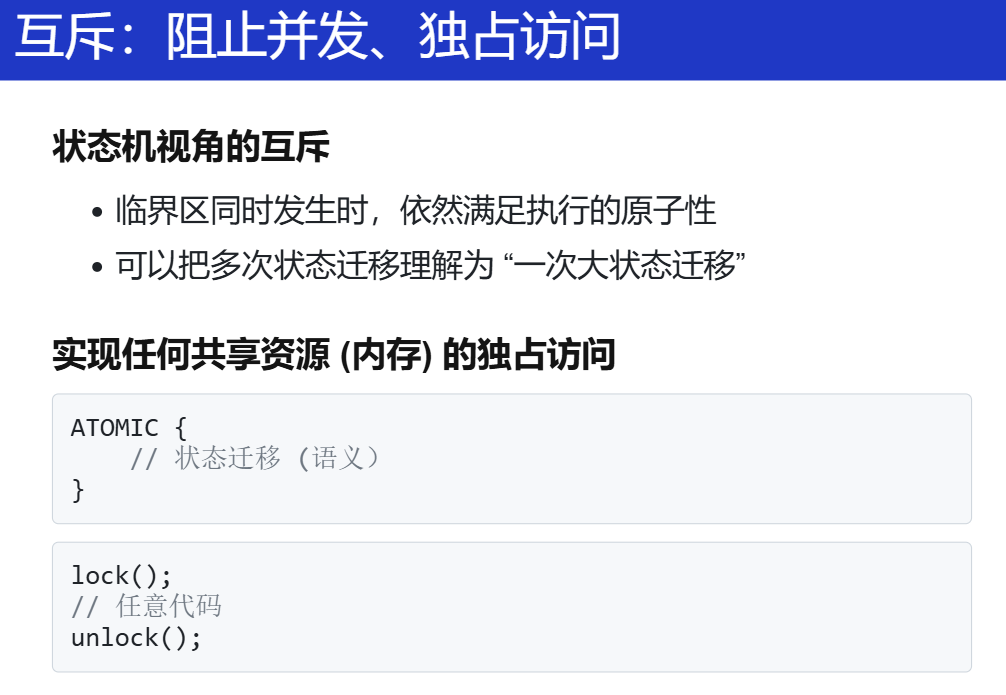 互斥：阻止并发、独占访问
状态机视角的互斥
• 临界区同时发生时，依然满足执行的原子性
• 可以把多次状态迁移理解为 “一次大状态迁移”
实现任何共享资源 (内存) 的独占访问
ATOMIC {
    // 状态迁移 (语义）
}
lock();
// 任意代码
unlock();